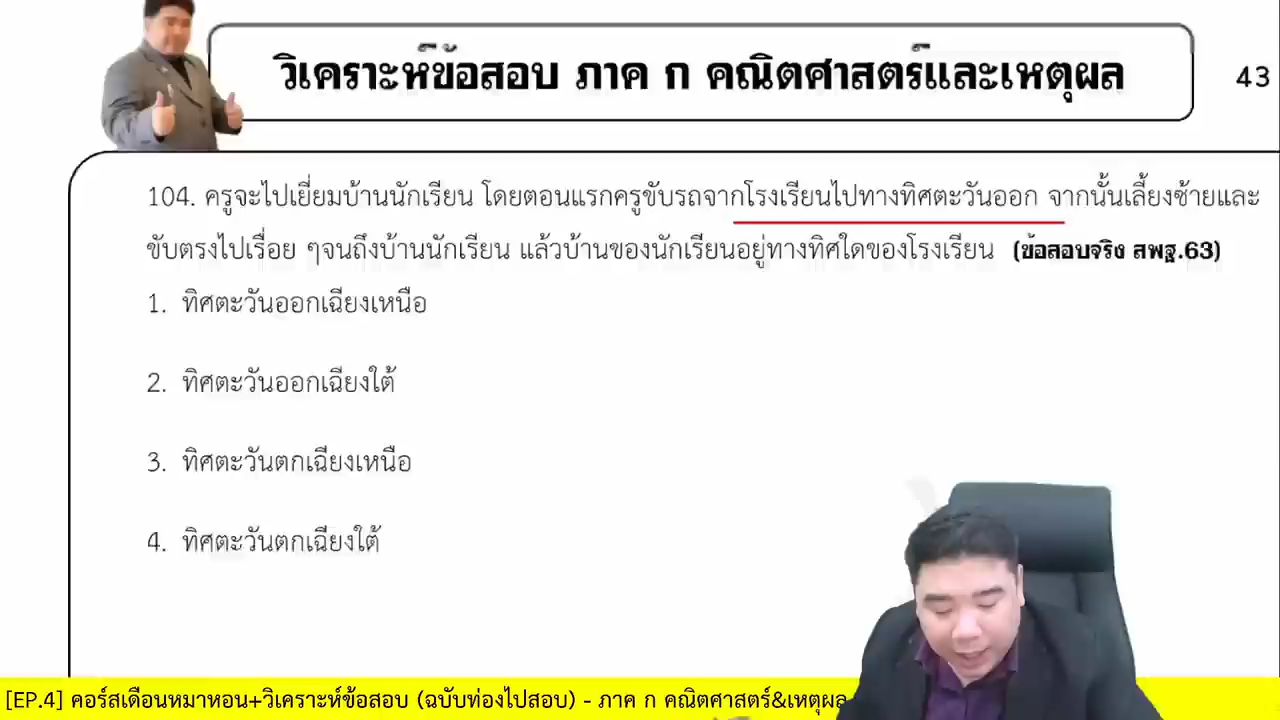 วิเคราะห์ข้อสอบ ภาค ก คณิตศาสตร์และเหตุผล
43
104. ครูจะไปเยี่ยมบ้านนักเรียน โดยตอนแรกครูขับรถจากโรงเรียนไปทางทิศตะวันออก จากนั้นเลี้ยงซ้ายและ
ขับตรงไปเรื่อย ๆจนถึงบ้านนักเรียน แล้วบ้านของนักเรียนอยู่ทางทิศใดของโรงเรียน (ข้อสอบจริง สพฐ.63)
1. ทิศตะวันออกเฉียงเหนือ
2. ทิศตะวันออกเฉียงใต้
3. ทิศตะวันตกเฉียงเหนือ
4. ทิศตะวันตกเฉียงใต้
[EP.4] คอร์สเดือนหมาหอน+วิเคราะห์ข้อสอบ (ฉบับท่องไปสอบ) - ภาค ก คณิตศาสตร์&เหตุผล